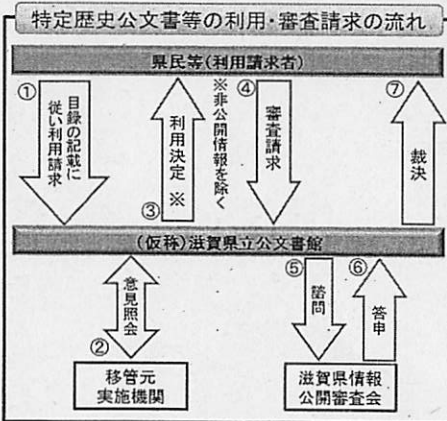 特定歴史公文書等の利用・審査請求の流れ
県民等(利用請求者)
①
目録の記載に
従い利用請求
利用決定 ※
③
※非公開情報を除く
④
審査請求
⑦
裁決
(仮称)滋賀県立公文書館
意見照会
②
移管元
実施機関
⑤
諮問
⑥
答申
滋賀県情報
公開審査会